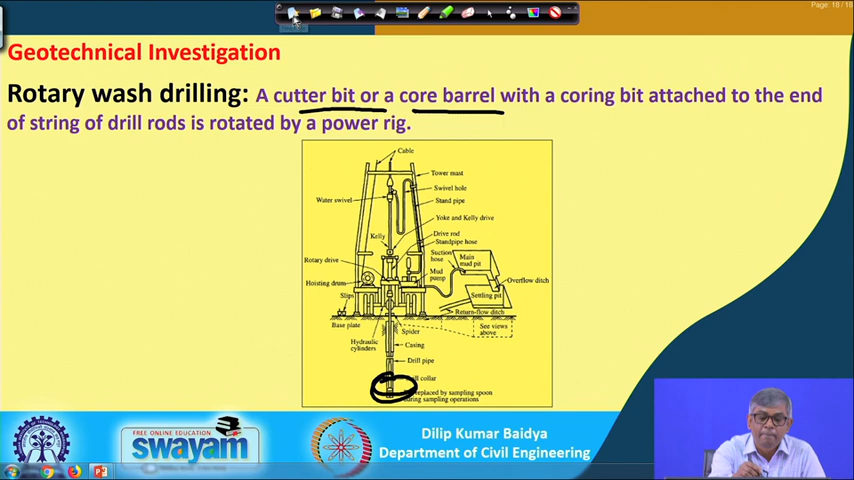 Page: 18 / 18
Geotechnical Investigation
Rotary wash drilling: A cutter bit or a core barrel with a coring bit attached to the end
of string of drill rods is rotated by a power rig.
Cable
Tower mast
Swivel hole
Water swivel
Stand pipe
Yoke and Kelly drive
Kelly
Drive rod
Standpipe hose
Suction
hose
Main
mud pit
Rotary drive
Mud
pump
Overflow ditch
Hoisting drum
Settling pit
Slips
Return-flow ditch
Base plate
Spider
See views
above
Hydraulic
cylinders
Casing
Drill pipe
collar
replaced by sampling spoon
during sampling operations
FREE ONLINE EDUCATION
swayam
Dilip Kumar Baidya
Department of Civil Engineering